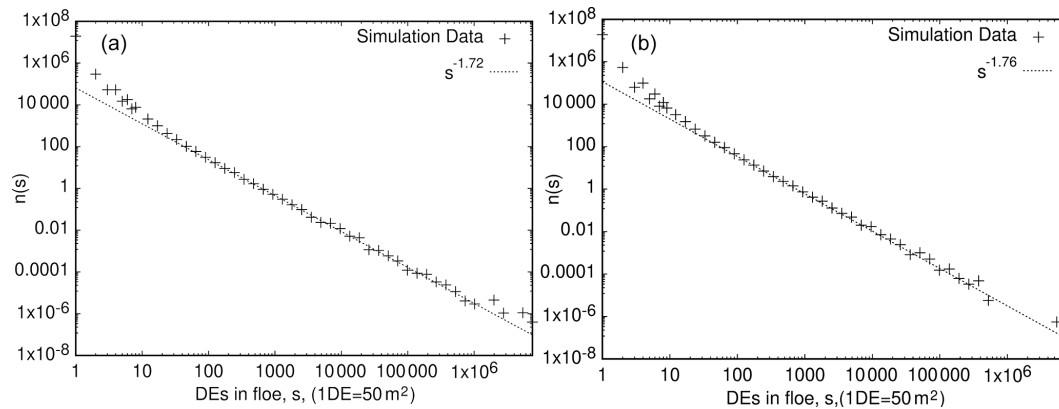 (a)
Simulation Data
s^-1.72
n(s)
1x10^8
1x10^6
10 000
100
1
0.01
0.0001
1x10^-6
1x10^-8
1 10 100 1000 10 000 100 000 1x10^6
DEs in floe, s, (1DE=50 m^2)
(b)
Simulation Data
s^-1.76
n(s)
1x10^8
1x10^6
10 000
100
1
0.01
0.0001
1x10^-6
1x10^-8
1 10 100 1000 10 000 100 000 1x10^6
DEs in floe, s,(1DE=50 m^2)